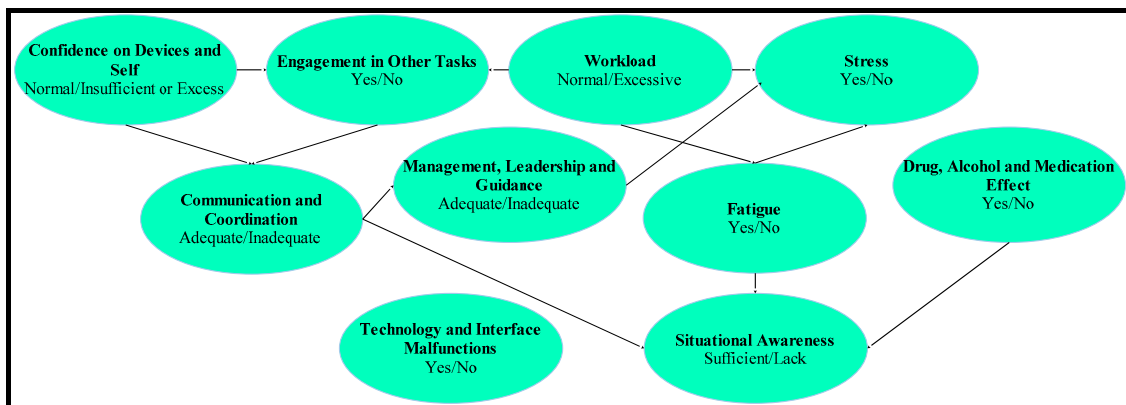 Confidence on Devices and
Self
Normal/Insufficient or Excess
Engagement in Other Tasks
Yes/No
Workload
Normal/Excessive
Stress
Yes/No
Communication and
Coordination
Adequate/Inadequate
Management, Leadership and
Guidance
Adequate/Inadequate
Fatigue
Yes/No
Drug, Alcohol and Medication
Effect
Yes/No
Technology and Interface
Malfunctions
Yes/No
Situational Awareness
Sufficient/Lack